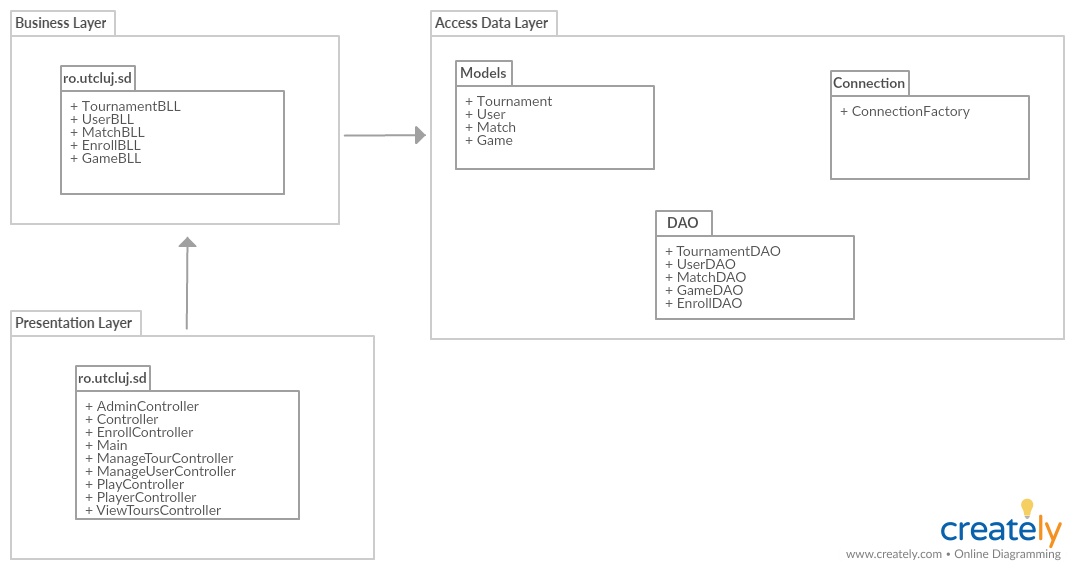 Business Layer
ro.utcluj.sd
+ TournamentBLL
+ UserBLL
+ MatchBLL
+ EnrollBLL
+ GameBLL
Access Data Layer
Models
+ Tournament
+ User
+ Match
+ Game
Connection
+ ConnectionFactory
DAO
+ TournamentDAO
+ UserDAO
+ MatchDAO
+ GameDAO
+ EnrollDAO
Presentation Layer
ro.utcluj.sd
+ AdminController
+ Controller
+ EnrollController
+ Main
+ ManageTourController
+ ManageUserController
+ PlayController
+ PlayerController
+ ViewToursController
creately
www.creately.com • Online Diagramming